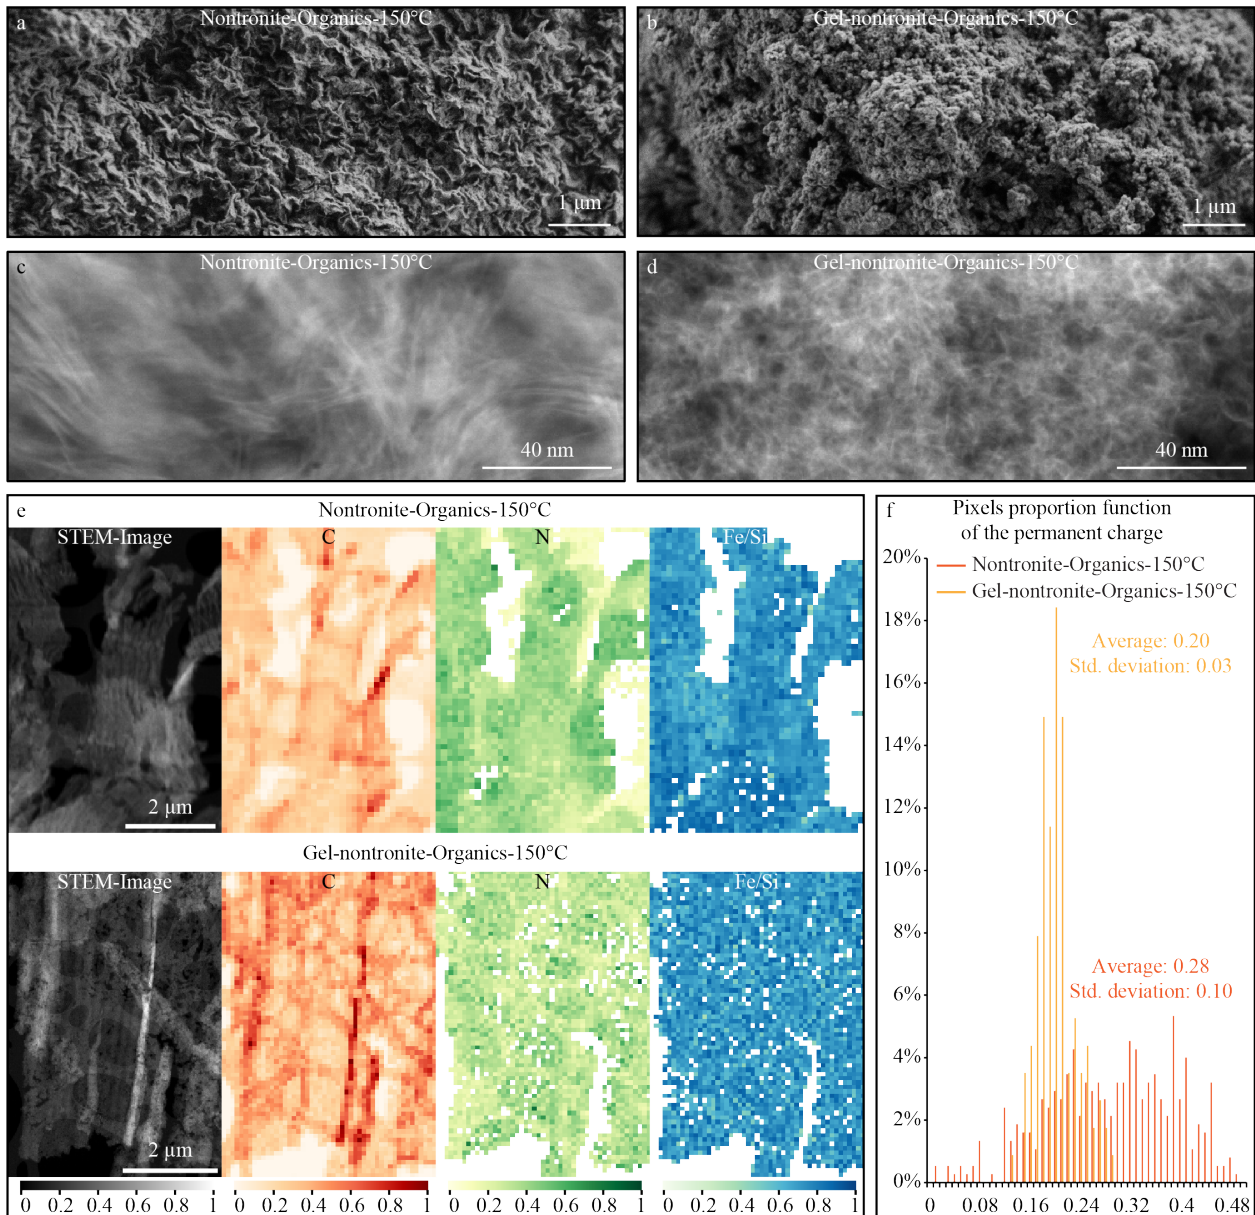 a
Nontronite-Organics-150°C
1 µm
b
Gel-nontronite-Organics-150°C
1 µm
c
Nontronite-Organics-150°C
40 nm
d
Gel-nontronite-Organics-150°C
40 nm
e
Nontronite-Organics-150°C
STEM-Image
C
N
Fe/Si
2 µm
Gel-nontronite-Organics-150°C
STEM-Image
C
N
Fe/Si
2 µm
0 0.2 0.4 0.6 0.8 1
0 0.2 0.4 0.6 0.8 1
0 0.2 0.4 0.6 0.8 1
0 0.2 0.4 0.6 0.8 1
f
Pixels proportion function
of the permanent charge
20%
18%
16%
14%
12%
10%
8%
6%
4%
2%
0%
Nontronite-Organics-150°C
Gel-nontronite-Organics-150°C
Average: 0.20
Std. deviation: 0.03
Average: 0.28
Std. deviation: 0.10
0 0.08 0.16 0.24 0.32 0.4 0.48